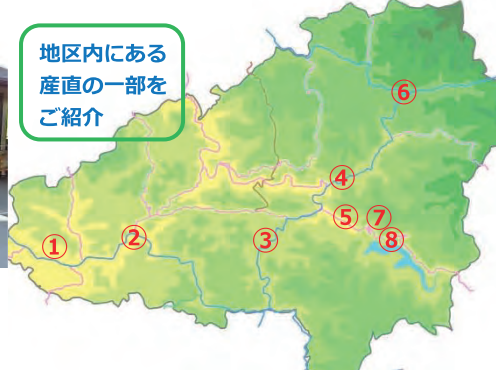 地区内にある
産直の一部を
ご紹介
⑥
④
⑤ ⑦
① ② ③ ⑧